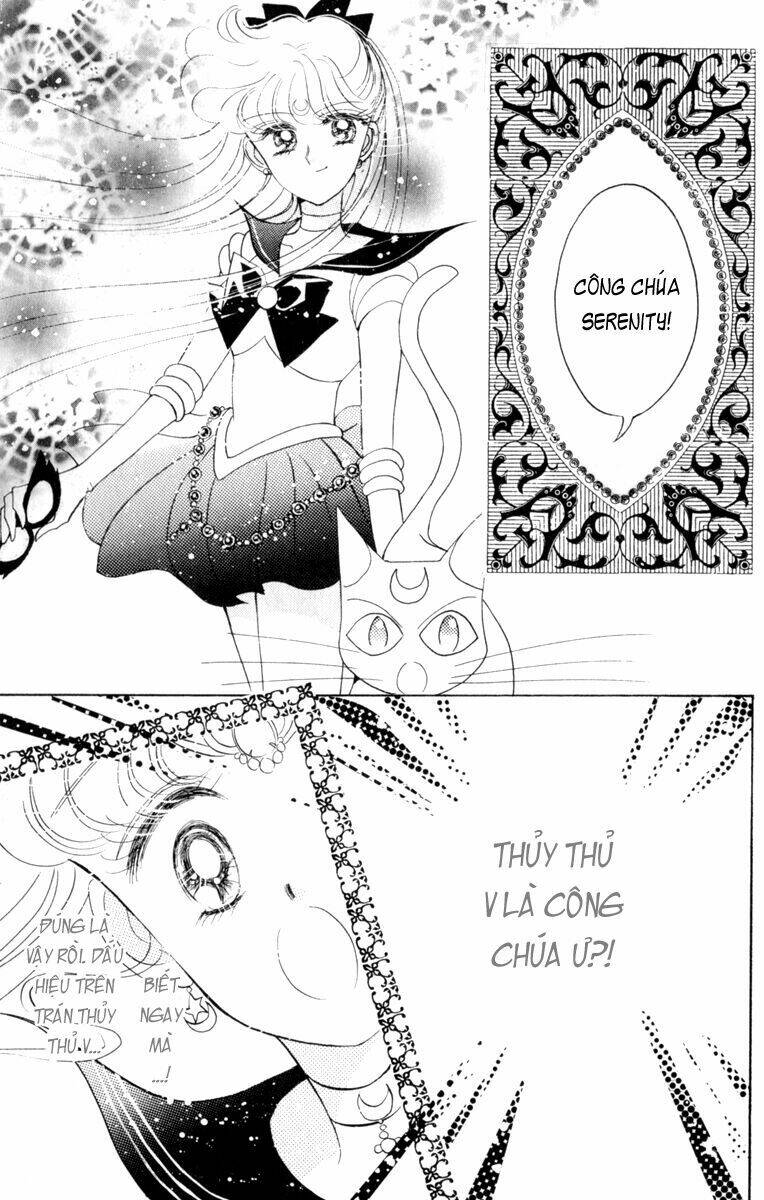 CÔNG CHÚA
SERENITY!
THỦY THỦ
V LÀ CÔNG
CHÚA Ư?!
BIẾT
NGAY
MÀ
...!
ĐÚNG LÀ
VẬY RỒI. DẤU
HIỆU TRÊN
TRÁN THỦY
THỦ V...